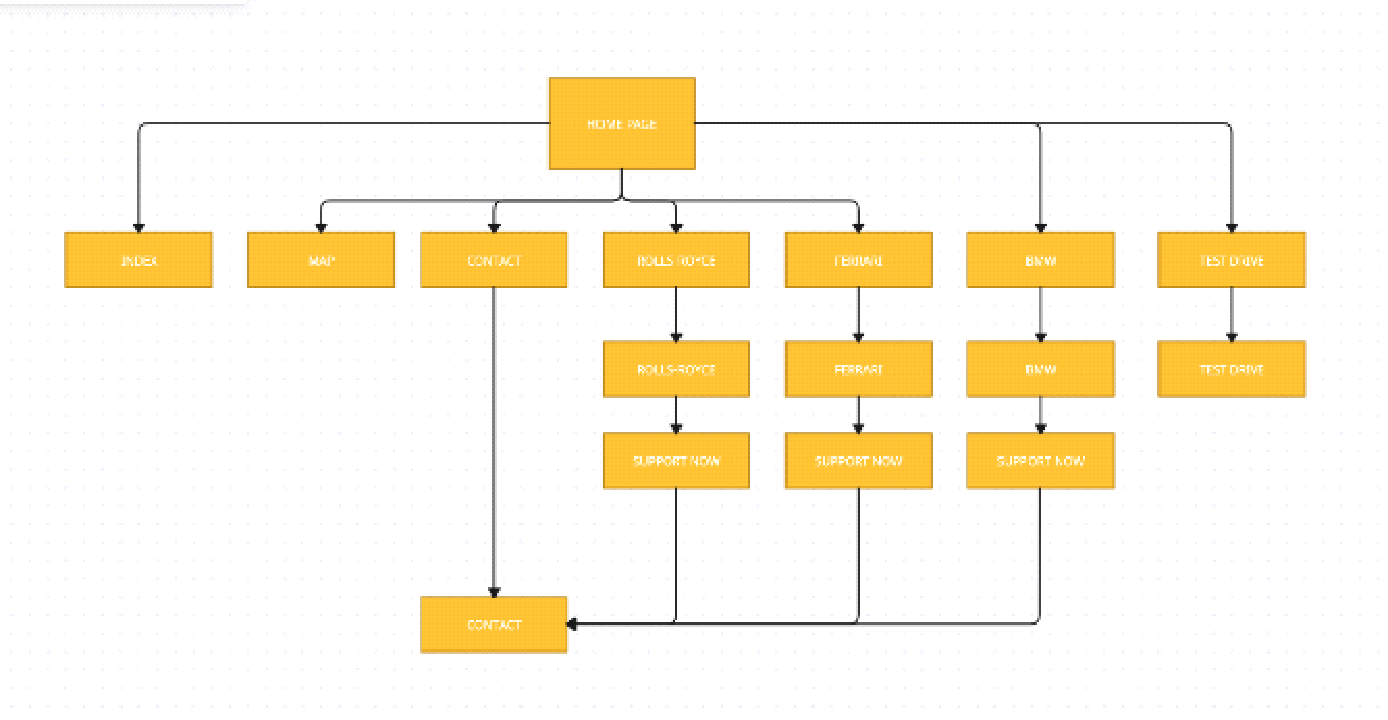 HOME PAGE
INDEX
MAP
CONTACT
ROLLS ROYCE
FERRARI
BMW
TEST DRIVE
ROLLS-ROYCE
FERRARI
BMW
TEST DRIVE
SUPPORT NOW
SUPPORT NOW
SUPPORT NOW
CONTACT